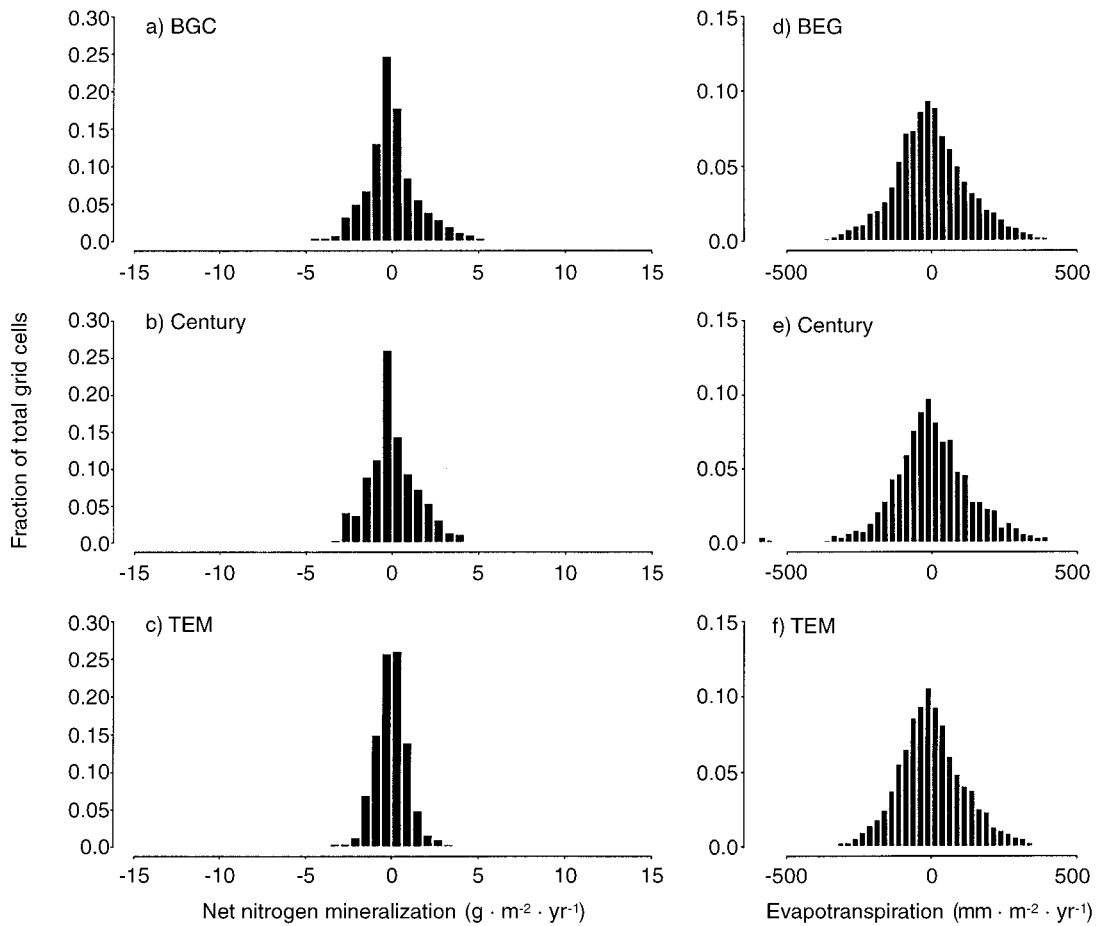 Fraction of total grid cells
a) BGC
0.30
0.25
0.20
0.15
0.10
0.05
0.0
-15 -10 -5 0 5 10 15
d) BEG
0.15
0.10
0.05
0.0
-500 0 500
b) Century
0.30
0.25
0.20
0.15
0.10
0.05
0.0
-15 -10 -5 0 5 10 15
e) Century
0.15
0.10
0.05
0.0
-500 0 500
c) TEM
0.30
0.25
0.20
0.15
0.10
0.05
0.0
-15 -10 -5 0 5 10 15
Net nitrogen mineralization (g · m⁻² · yr⁻¹)
f) TEM
0.15
0.10
0.05
0.0
-500 0 500
Evapotranspiration (mm · m⁻² · yr⁻¹)